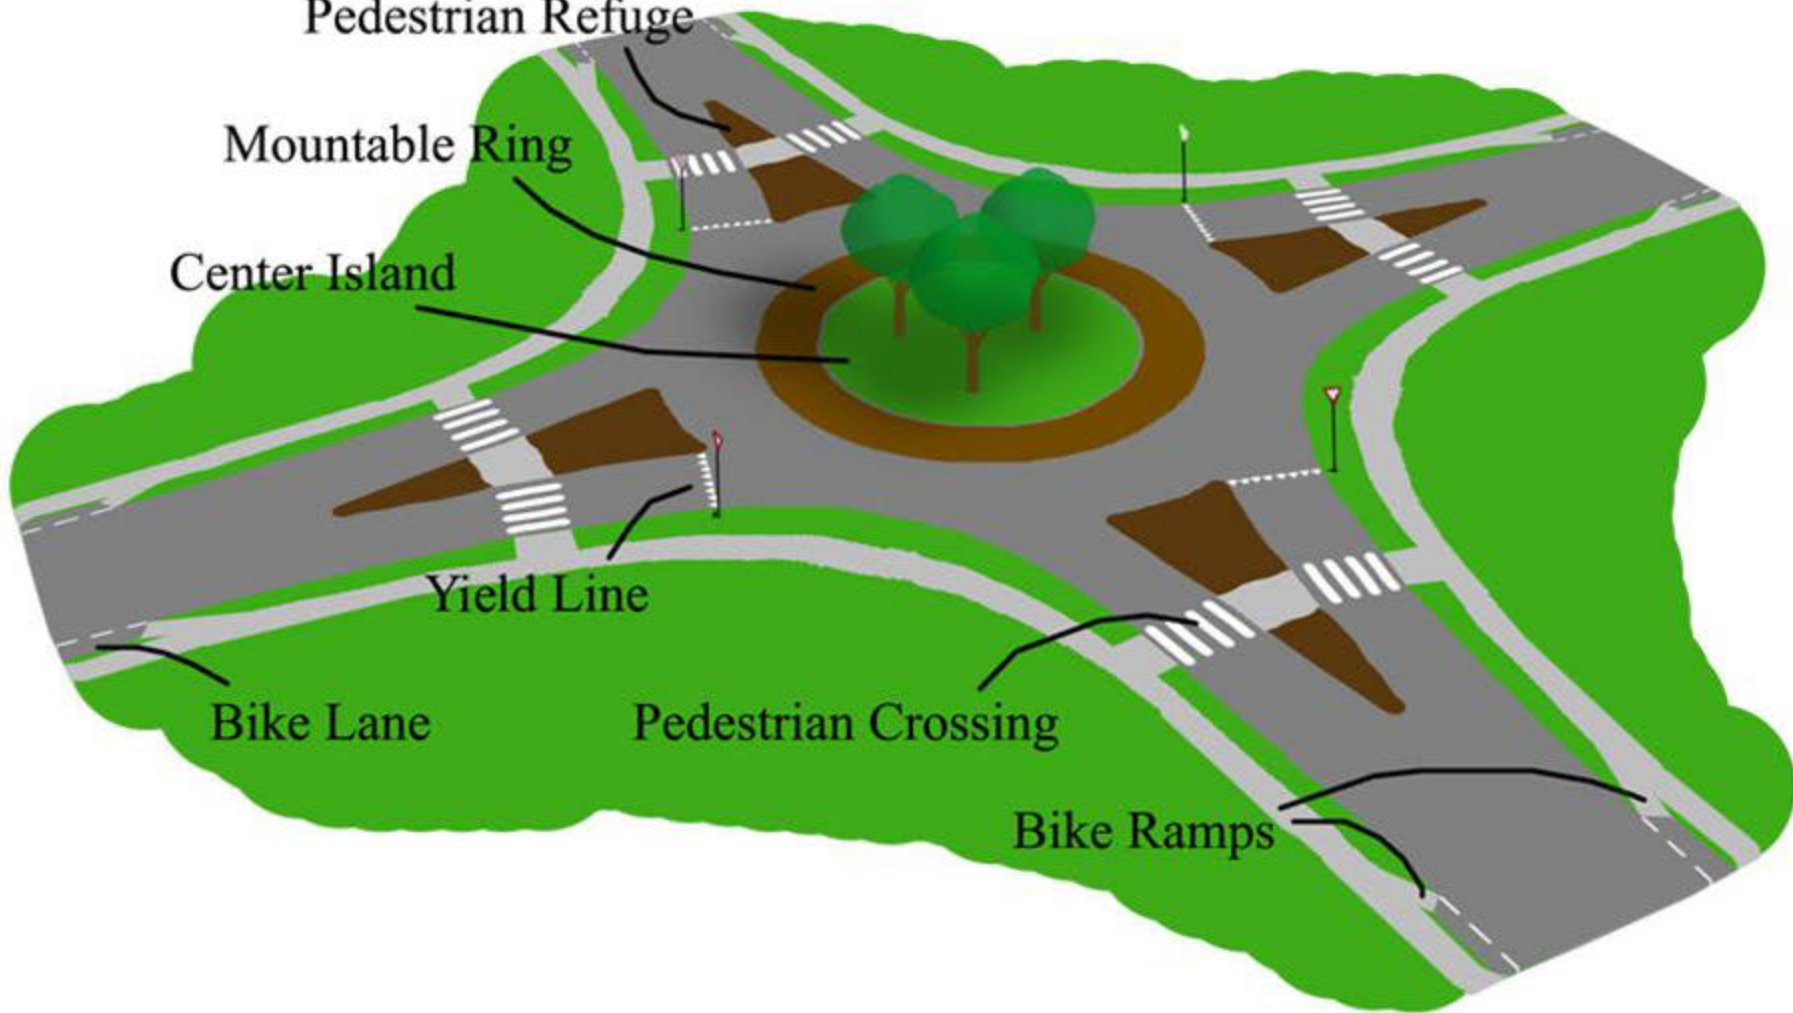 Pedestrian Refuge
Mountable Ring
Center Island
Yield Line
Bike Lane
Pedestrian Crossing
Bike Ramps